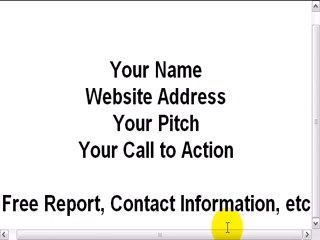 Your Name
Website Address
Your Pitch
Your Call to Action
Free Report, Contact Information, etc